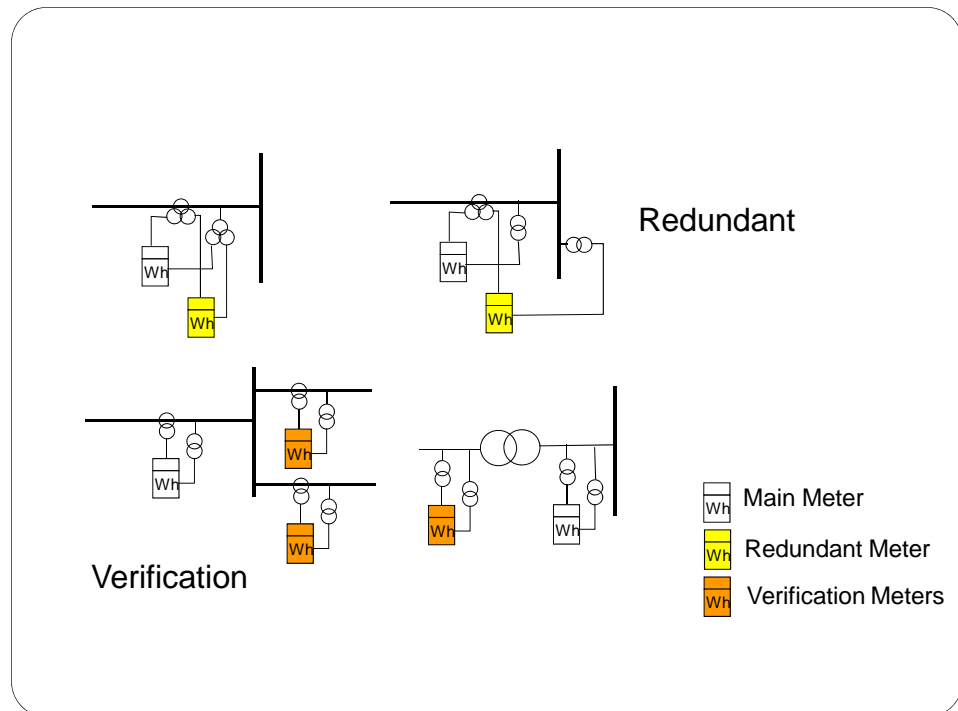 Redundant
Wh
Wh
Wh
Wh
Wh
Wh
Wh
Wh
Wh
Verification
Wh Main Meter
Wh Redundant Meter
Wh Verification Meters